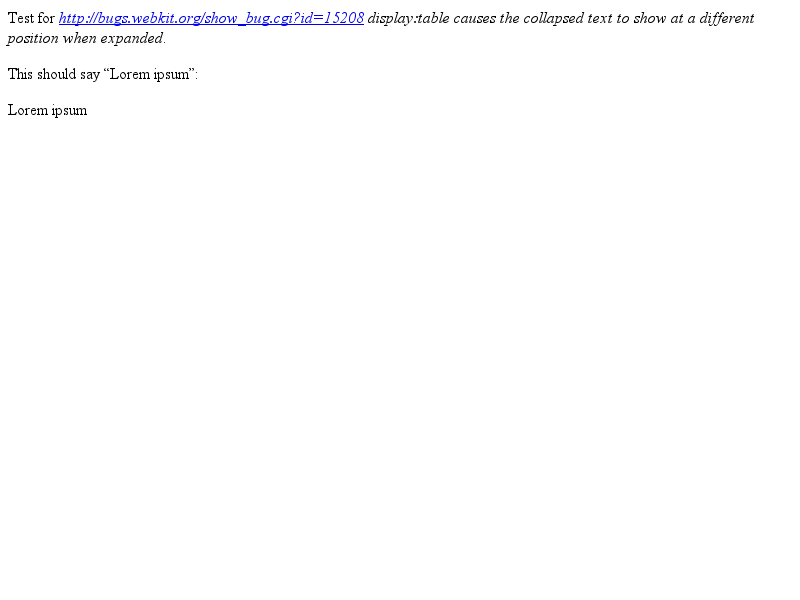 Test for http://bugs.webkit.org/show_bug.cgi?id=15208 display:table causes the collapsed text to show at a different
position when expanded.
This should say “Lorem ipsum”:
Lorem ipsum